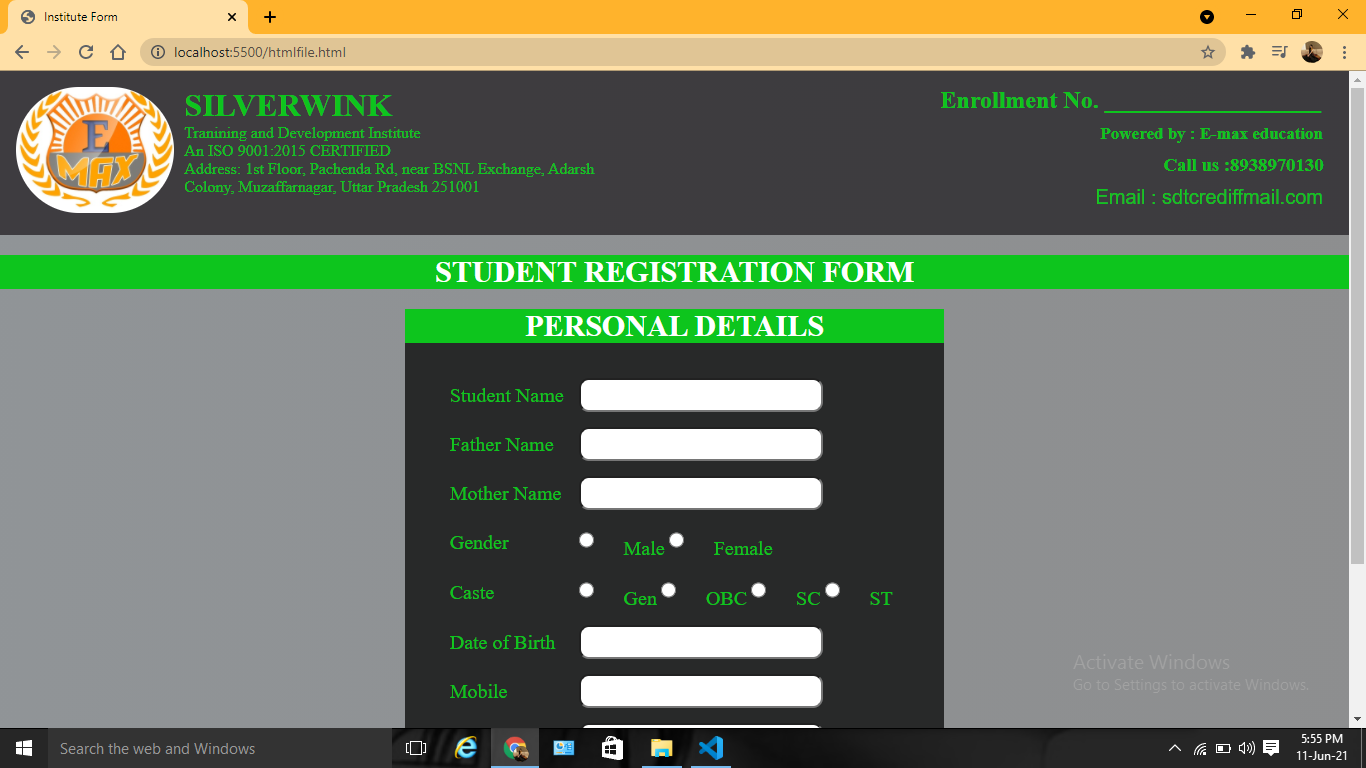 Institute Form
localhost:5500/htmlfile.html
E
MAX
SILVERWINK
Tranining and Development Institute
An ISO 9001:2015 CERTIFIED
Address: 1st Floor, Pachenda Rd, near BSNL Exchange, Adarsh
Colony, Muzaffarnagar, Uttar Pradesh 251001
Enrollment No. __________________
Powered by : E-max education
Call us :8938970130
Email : sdtcrediffmail.com
STUDENT REGISTRATION FORM
PERSONAL DETAILS
Student Name
Father Name
Mother Name
Gender Male Female
Caste Gen OBC SC ST
Date of Birth
Mobile
Activate Windows
Go to Settings to activate Windows.
Search the web and Windows
5:55 PM
11-Jun-21